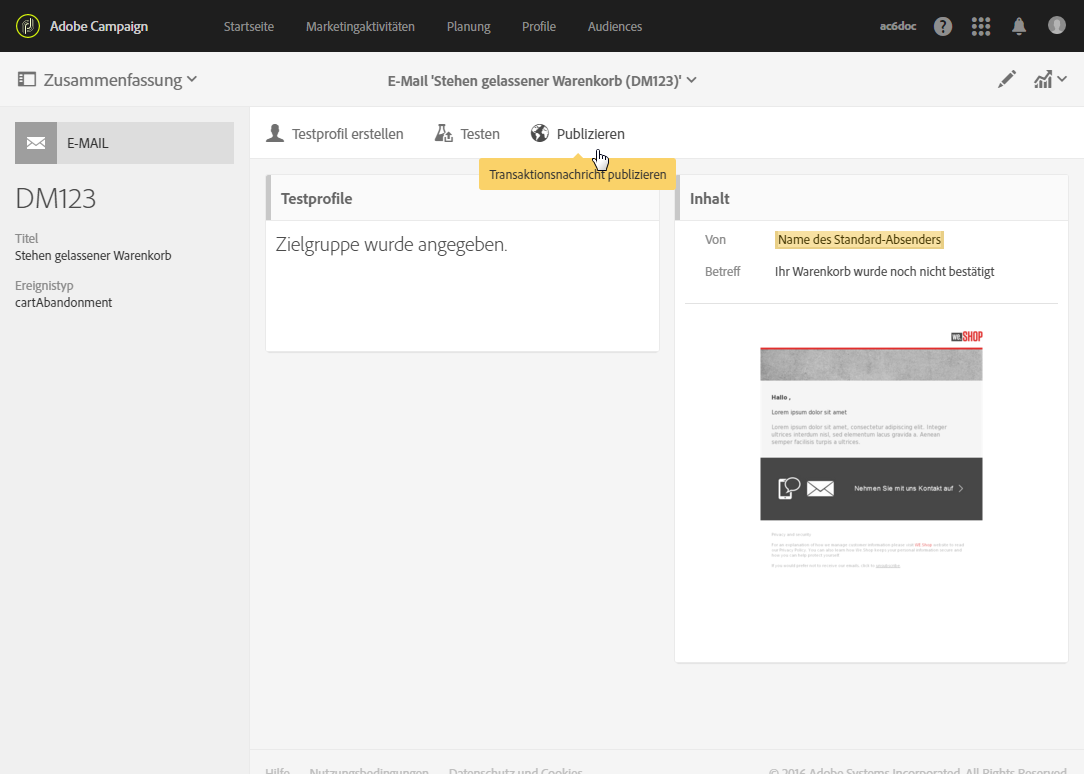 Adobe Campaign
Startseite
Marketingaktivitäten
Planung
Profile
Audiences
ac6doc
?
Zusammenfassung
E-Mail 'Stehen gelassener Warenkorb (DM123)'
E-MAIL
DM123
Titel
Stehen gelassener Warenkorb
Ereignistyp
cartAbandonment
Testprofil erstellen
Testen
Publizieren
Transaktionsnachricht publizieren
Testprofile
Zielgruppe wurde angegeben.
Inhalt
Von
Name des Standard-Absenders
Betreff
Ihr Warenkorb wurde noch nicht bestätigt
WE.SHOP
Hallo ,
Lorem ipsum dolor sit amet
Lorem ipsum dolor sit amet, consectetur adipiscing elit. Integer
ultrices interdum nisl, sed elementum lacus gravida a. Aenean
semper facilisis turpis a ultrices.
Nehmen Sie mit uns Kontakt auf
Hilfe
Nutzungsbedingungen
Datenschutz und Cookies
© 2016 Adobe Systems Incorporated. All Rights Reserved.